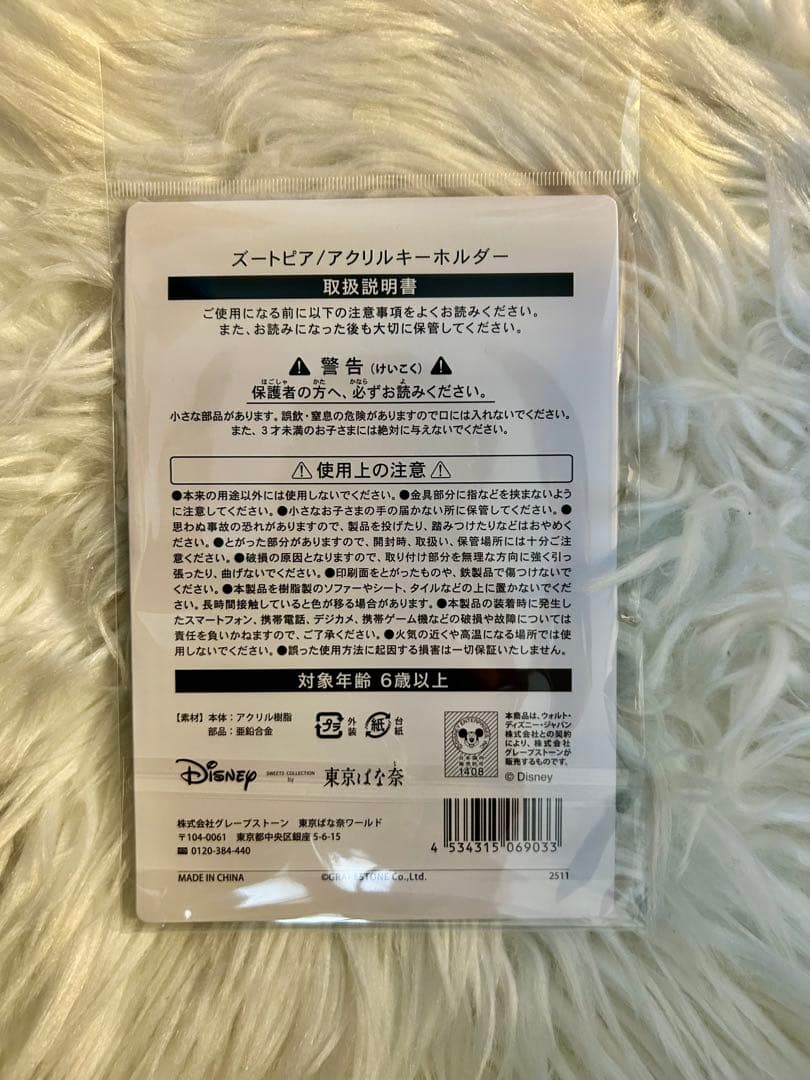 ズートピア/アクリルキーホルダー
取扱説明書
ご使用になる前に以下の注意事項をよくお読みください。
また、お読みになった後も大切に保管してください。
警告（けいこく）
保護者の方へ、必ずお読みください。
小さな部品があります。誤飲・窒息の危険がありますので口には入れないでください。
また、3才未満のお子さまには絶対に与えないでください。
使用上の注意
●本来の用途以外には使用しないでください。●金具部分に指などを挟まないよう
に注意してください。●小さなお子さまの手の届かない所に保管してください。●
思わぬ事故の恐れがありますので、製品を投げたり、踏みつけたりなどはおやめく
ださい。●とがった部分がありますので、開封時、取扱い、保管場所には十分ご注
意ください。●破損の原因となりますので、取り付け部分を無理な方向に強く引っ
張ったり、曲げないでください。●印刷面をとがったものや、鉄製品で傷つけないで
ください。●本製品を樹脂製のソファーやシート、タイルなどの上に置かないでくだ
さい。長時間接触していると色が移る場合があります。●本製品の装着時に発生し
たスマートフォン、携帯電話、デジカメ、携帯ゲーム機などの破損や故障については
責任を負いかねますので、ご了承ください。●火気の近くや高温になる場所では使
用しないでください。●誤った使用方法に起因する損害は一切保証いたしません。
対象年齢 6歳以上
【素材】本体：アクリル樹脂
部品：亜鉛合金
プラ 外装 紙 台紙
1408
本商品は、ウォルト・
ディズニー・ジャパン
株式会社との契約
により、株式会社
グレープストーンが
販売するものです。
© Disney
Disney SWEETS COLLECTION by 東京ばな奈
株式会社グレープストーン 東京ばな奈ワールド
〒104-0061 東京都中央区銀座 5-6-15
0120-384-440
4 534315 069033
MADE IN CHINA ©GRAPESTONE Co.,Ltd. 2511